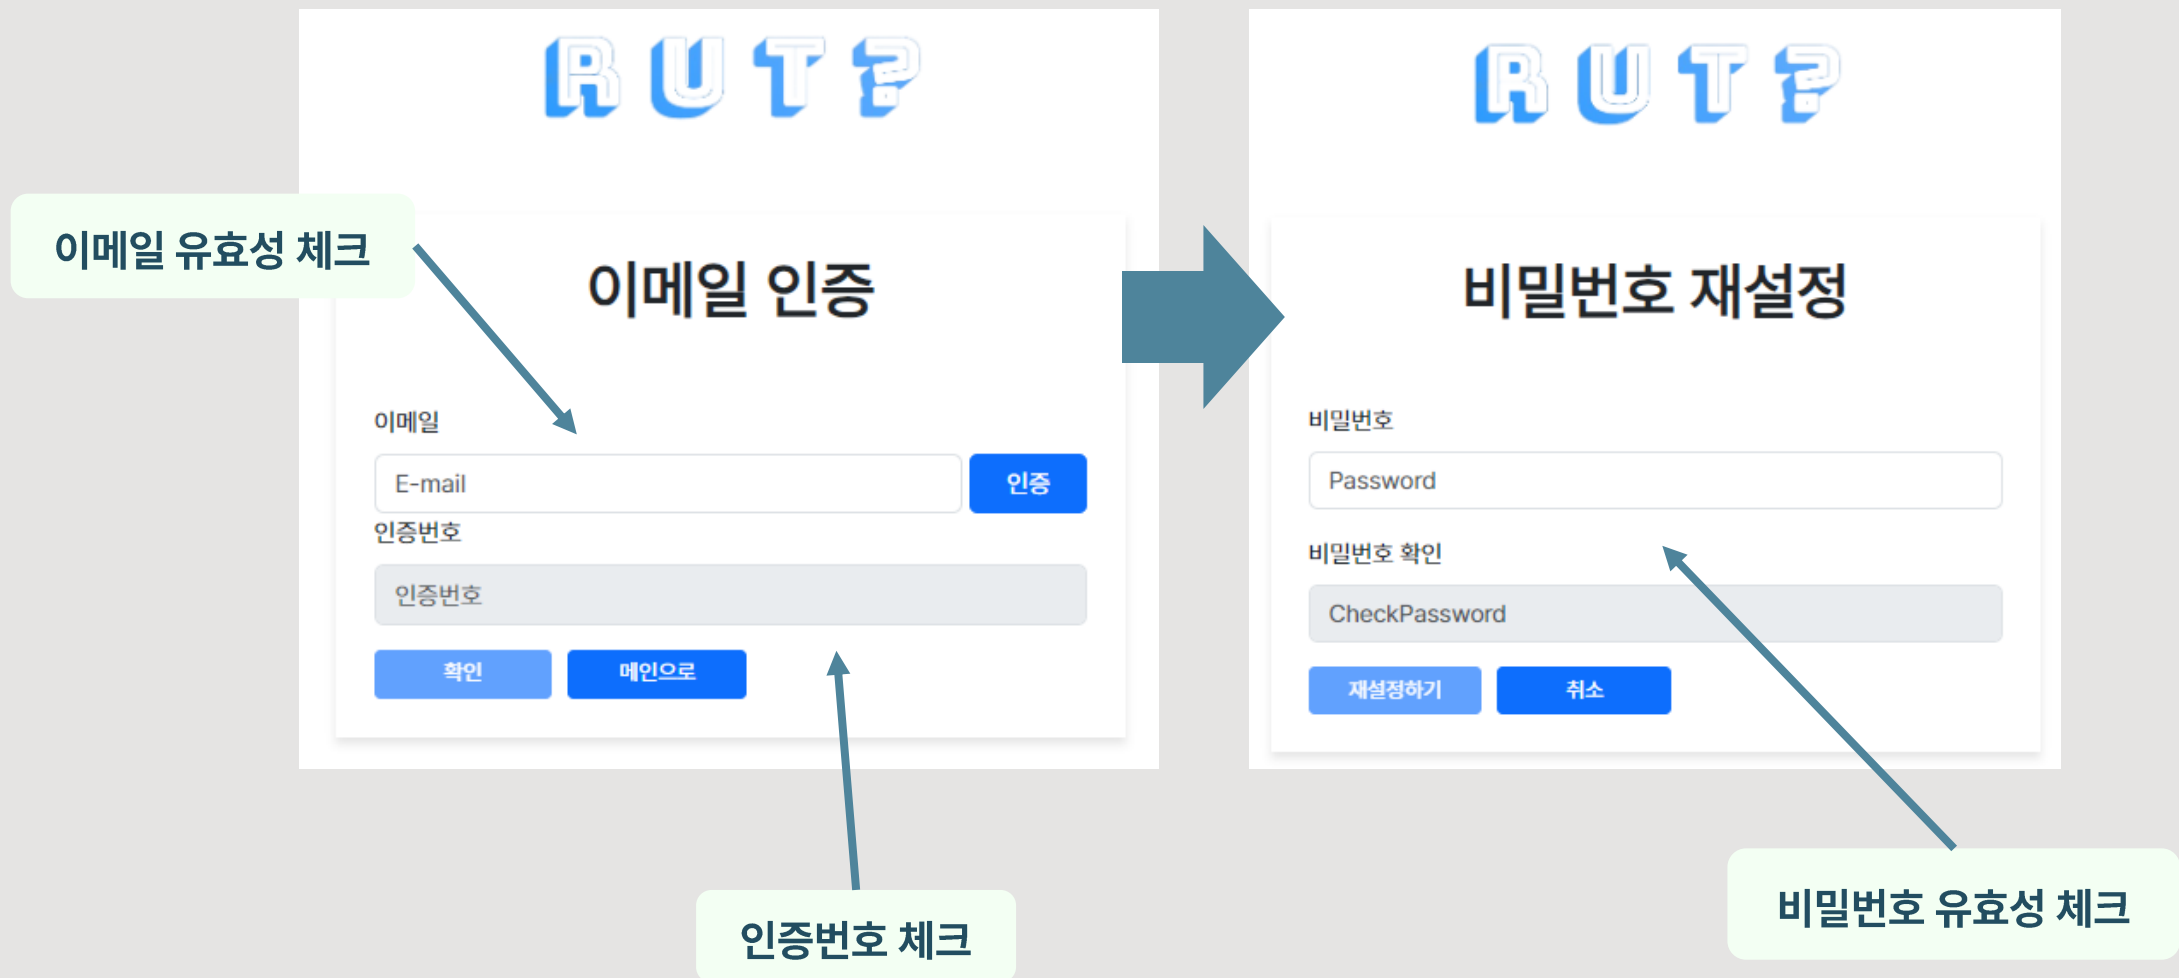 RUT?
이메일 유효성 체크
이메일 인증
이메일
E-mail
인증
인증번호
인증번호
확인
메인으로
인증번호 체크
RUT?
비밀번호 재설정
비밀번호
Password
비밀번호 확인
CheckPassword
재설정하기
취소
비밀번호 유효성 체크